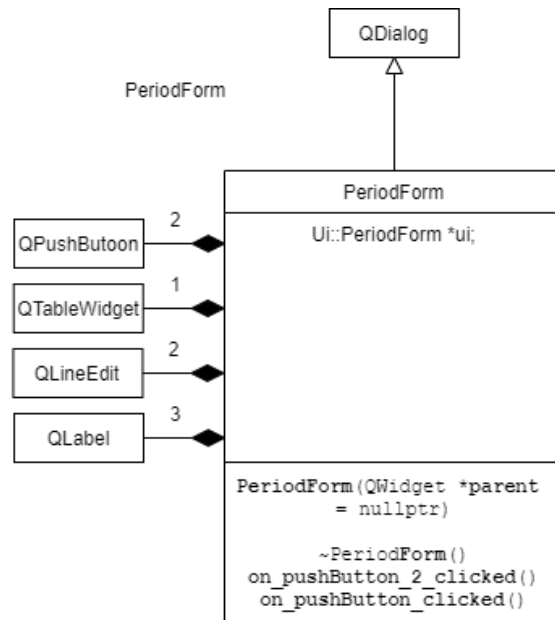 QDialog
PeriodForm
PeriodForm
Ui::PeriodForm *ui;
2
QPushButoon
1
QTableWidget
2
QLineEdit
3
QLabel
PeriodForm(QWidget *parent
= nullptr)
~PeriodForm()
on_pushButton_2_clicked()
on_pushButton_clicked()